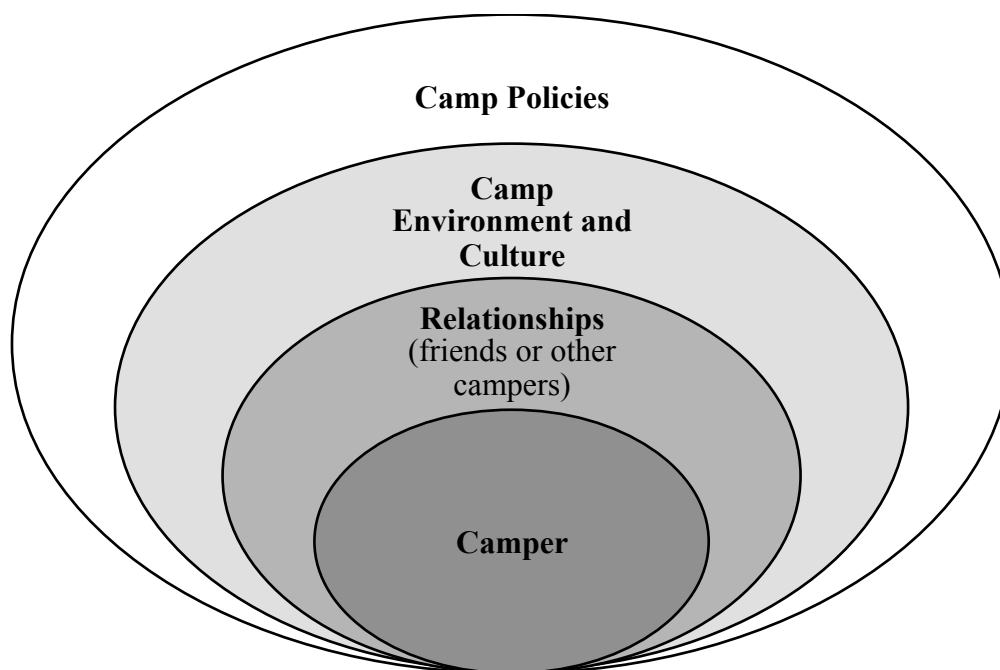 Camp Policies
Camp
Environment and
Culture
Relationships
(friends or other
campers)
Camper